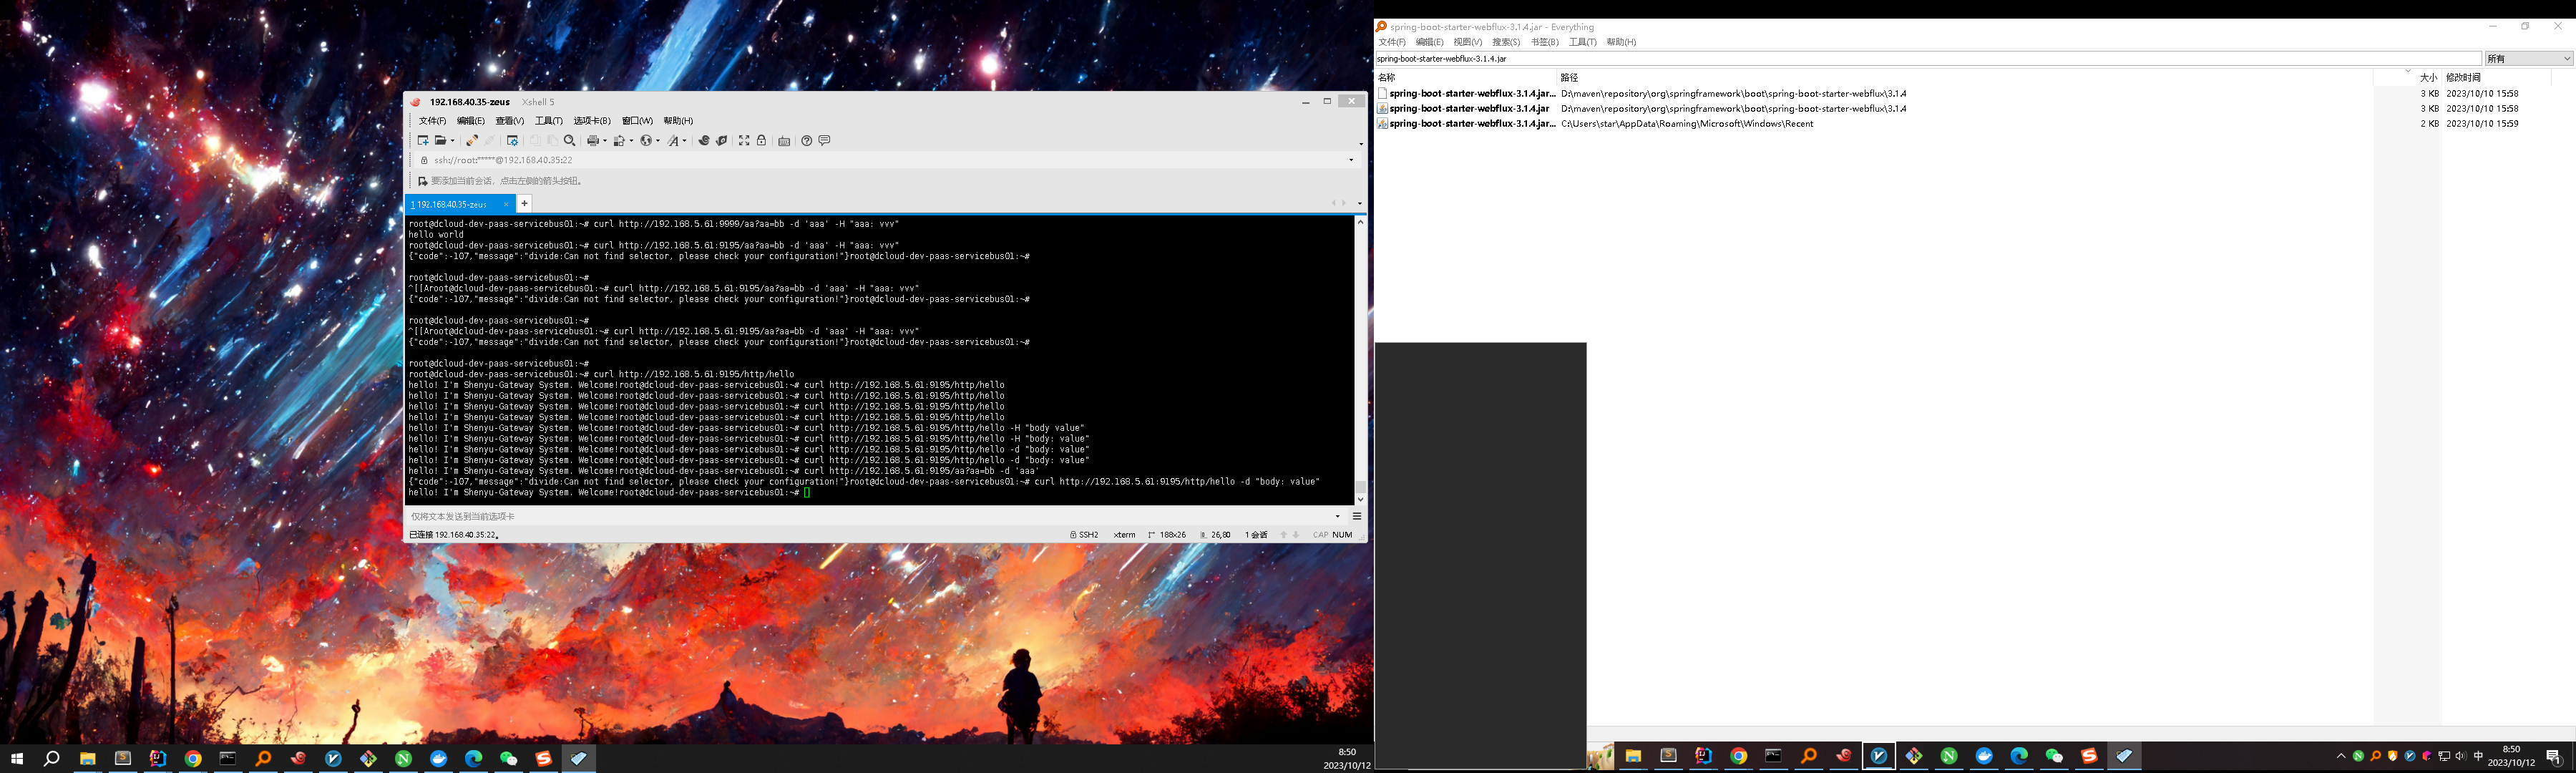 192.168.40.35-zeus Xshell 5
文件(F) 编辑(E) 查看(V) 工具(T) 选项卡(B) 窗口(W) 帮助(H)
ssh://root:*****@192.168.40.35:22
要添加当前会话，点击左侧的箭头按钮。
1 192.168.40.35-zeus × +
root@dcloud-dev-paas-servicebus01:~# curl http://192.168.5.61:9999/aa?aa=bb -d 'aaa' -H "aaa: vvv"
hello world
root@dcloud-dev-paas-servicebus01:~# curl http://192.168.5.61:9195/aa?aa=bb -d 'aaa' -H "aaa: vvv"
{"code":-107,"message":"divide:Can not find selector, please check your configuration!"}root@dcloud-dev-paas-servicebus01:~#
root@dcloud-dev-paas-servicebus01:~#
^[[Aroot@dcloud-dev-paas-servicebus01:~# curl http://192.168.5.61:9195/aa?aa=bb -d 'aaa' -H "aaa: vvv"
{"code":-107,"message":"divide:Can not find selector, please check your configuration!"}root@dcloud-dev-paas-servicebus01:~#
root@dcloud-dev-paas-servicebus01:~#
^[[Aroot@dcloud-dev-paas-servicebus01:~# curl http://192.168.5.61:9195/aa?aa=bb -d 'aaa' -H "aaa: vvv"
{"code":-107,"message":"divide:Can not find selector, please check your configuration!"}root@dcloud-dev-paas-servicebus01:~#
root@dcloud-dev-paas-servicebus01:~#
root@dcloud-dev-paas-servicebus01:~# curl http://192.168.5.61:9195/http/hello
hello! I'm Shenyu-Gateway System. Welcome!root@dcloud-dev-paas-servicebus01:~# curl http://192.168.5.61:9195/http/hello
hello! I'm Shenyu-Gateway System. Welcome!root@dcloud-dev-paas-servicebus01:~# curl http://192.168.5.61:9195/http/hello
hello! I'm Shenyu-Gateway System. Welcome!root@dcloud-dev-paas-servicebus01:~# curl http://192.168.5.61:9195/http/hello
hello! I'm Shenyu-Gateway System. Welcome!root@dcloud-dev-paas-servicebus01:~# curl http://192.168.5.61:9195/http/hello
hello! I'm Shenyu-Gateway System. Welcome!root@dcloud-dev-paas-servicebus01:~# curl http://192.168.5.61:9195/http/hello -H "body value"
hello! I'm Shenyu-Gateway System. Welcome!root@dcloud-dev-paas-servicebus01:~# curl http://192.168.5.61:9195/http/hello -H "body: value"
hello! I'm Shenyu-Gateway System. Welcome!root@dcloud-dev-paas-servicebus01:~# curl http://192.168.5.61:9195/http/hello -d "body: value"
hello! I'm Shenyu-Gateway System. Welcome!root@dcloud-dev-paas-servicebus01:~# curl http://192.168.5.61:9195/http/hello -d "body: value"
hello! I'm Shenyu-Gateway System. Welcome!root@dcloud-dev-paas-servicebus01:~# curl http://192.168.5.61:9195/aa?aa=bb -d 'aaa'
{"code":-107,"message":"divide:Can not find selector, please check your configuration!"}root@dcloud-dev-paas-servicebus01:~# curl http://192.168.5.61:9195/http/hello -d "body: value"
hello! I'm Shenyu-Gateway System. Welcome!root@dcloud-dev-paas-servicebus01:~#
仅将文本发送到当前选项卡
已连接 192.168.40.35:22。 SSH2 xterm 188x26 26,80 1 会话 CAP NUM
8:50
2023/10/12
spring-boot-starter-webflux-3.1.4.jar - Everything
文件(F) 编辑(E) 视图(V) 搜索(S) 书签(B) 工具(T) 帮助(H)
spring-boot-starter-webflux-3.1.4.jar 所有
名称 路径 大小 修改时间
spring-boot-starter-webflux-3.1.4.jar... D:\maven\repository\org\springframework\boot\spring-boot-starter-webflux\3.1.4 3 KB 2023/10/10 15:58
spring-boot-starter-webflux-3.1.4.jar D:\maven\repository\org\springframework\boot\spring-boot-starter-webflux\3.1.4 3 KB 2023/10/10 15:58
spring-boot-starter-webflux-3.1.4.jar... C:\Users\star\AppData\Roaming\Microsoft\Windows\Recent 2 KB 2023/10/10 15:59
中 8:50
2023/10/12